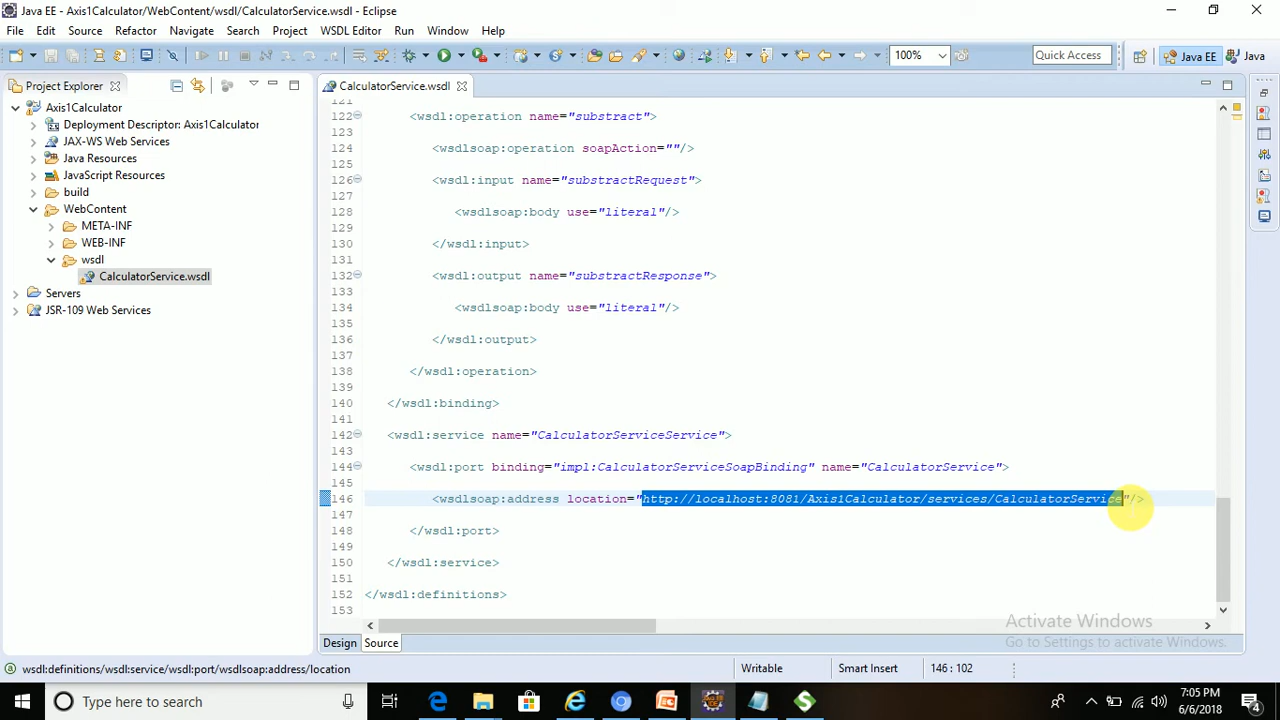 Java EE - Axis1Calculator/WebContent/wsdl/CalculatorService.wsdl - Eclipse
File Edit Source Refactor Navigate Search Project WSDL Editor Run Window Help
100% Quick Access Java EE Java
Project Explorer
CalculatorService.wsdl
Axis1Calculator
Deployment Descriptor: Axis1Calculator
JAX-WS Web Services
Java Resources
JavaScript Resources
build
WebContent
META-INF
WEB-INF
wsdl
CalculatorService.wsdl
Servers
JSR-109 Web Services
121
122 <wsdl:operation name="substract">
123
124 <wsdlsoap:operation soapAction=""/>
125
126 <wsdl:input name="substractRequest">
127
128 <wsdlsoap:body use="literal"/>
129
130 </wsdl:input>
131
132 <wsdl:output name="substractResponse">
133
134 <wsdlsoap:body use="literal"/>
135
136 </wsdl:output>
137
138 </wsdl:operation>
139
140 </wsdl:binding>
141
142 <wsdl:service name="CalculatorServiceService">
143
144 <wsdl:port binding="impl:CalculatorServiceSoapBinding" name="CalculatorService">
145
146 <wsdlsoap:address location="http://localhost:8081/Axis1Calculator/services/CalculatorService"/>
147
148 </wsdl:port>
149
150 </wsdl:service>
151
152 </wsdl:definitions>
153
Activate Windows
Go to Settings to activate Windows.
Design Source
wsdl:definitions/wsdl:service/wsdl:port/wsdlsoap:address/location
Writable Smart Insert 146 : 102
Type here to search
7:05 PM
6/6/2018
4